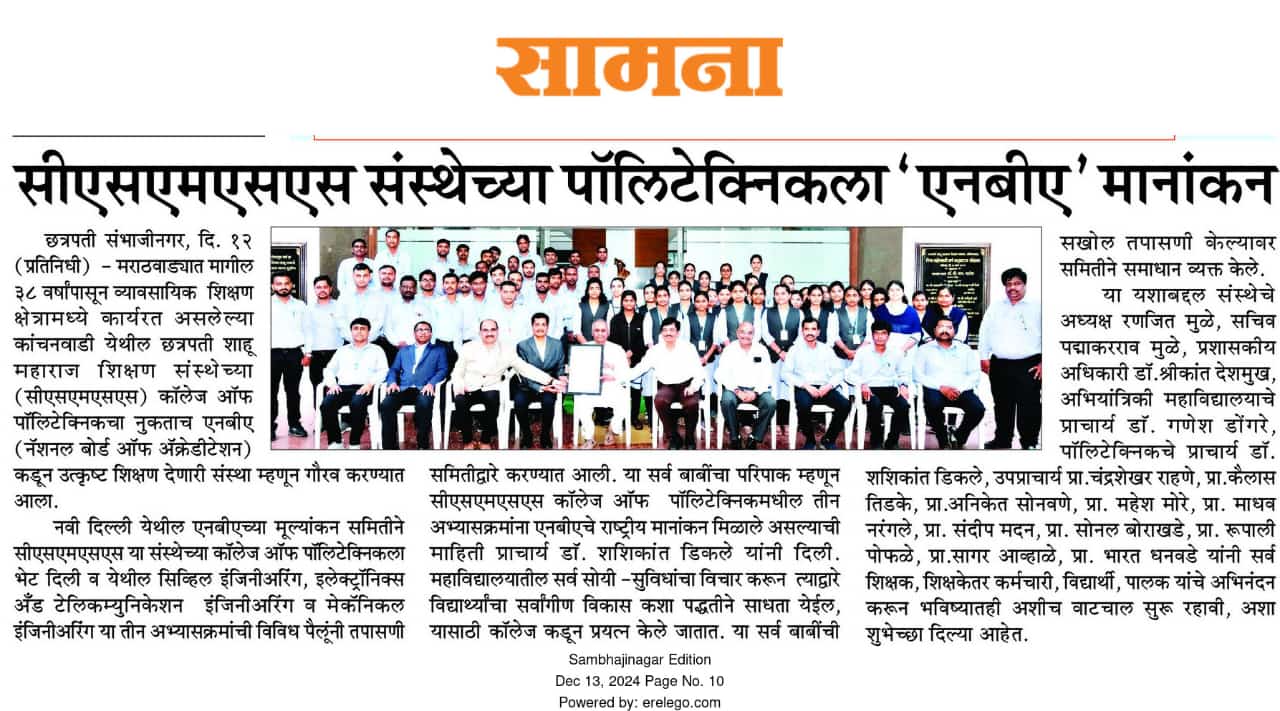 सामना
सीएसएमएसएस संस्थेच्या पॉलिटेक्निकला ‘एनबीए’ मानांकन
छत्रपती संभाजीनगर, दि. १२
(प्रतिनिधी) – मराठवाड्यात मागील
३८ वर्षांपासून व्यावसायिक शिक्षण
क्षेत्रामध्ये कार्यरत असलेल्या
कांचनवाडी येथील छत्रपती शाहू
महाराज शिक्षण संस्थेच्या
(सीएसएमएसएस) कॉलेज ऑफ
पॉलिटेक्निकचा नुकताच एनबीए
(नॅशनल बोर्ड ऑफ ॲक्रेडीटेशन)
कडून उत्कृष्ट शिक्षण देणारी संस्था म्हणून गौरव करण्यात
आला.
नवी दिल्ली येथील एनबीएच्या मूल्यांकन समितीने
सीएसएमएसएस या संस्थेच्या कॉलेज ऑफ पॉलिटेक्निकला
भेट दिली व येथील सिव्हिल इंजिनीअरिंग, इलेक्ट्रॉनिक्स
अँड टेलिकम्युनिकेशन इंजिनीअरिंग व मेकॅनिकल
इंजिनीअरिंग या तीन अभ्यासक्रमांची विविध पैलूंनी तपासणी
समितीद्वारे करण्यात आली. या सर्व बाबींचा परिपाक म्हणून
सीएसएमएसएस कॉलेज ऑफ पॉलिटेक्निकमधील तीन
अभ्यासक्रमांना एनबीएचे राष्ट्रीय मानांकन मिळाले असल्याची
माहिती प्राचार्य डॉ. शशिकांत डिकले यांनी दिली.
महाविद्यालयातील सर्व सोयी –सुविधांचा विचार करून त्याद्वारे
विद्यार्थ्यांचा सर्वांगीण विकास कशा पद्धतीने साधता येईल,
यासाठी कॉलेज कडून प्रयत्न केले जातात. या सर्व बाबींची
सखोल तपासणी केल्यावर
समितीने समाधान व्यक्त केले.
या यशाबद्दल संस्थेचे
अध्यक्ष रणजित मुळे, सचिव
पद्माकरराव मुळे, प्रशासकीय
अधिकारी डॉ.श्रीकांत देशमुख,
अभियांत्रिकी महाविद्यालयाचे
प्राचार्य डॉ. गणेश डोंगरे,
पॉलिटेक्निकचे प्राचार्य डॉ.
शशिकांत डिकले, उपप्राचार्य प्रा.चंद्रशेखर राहणे, प्रा.कैलास
तिडके, प्रा.अनिकेत सोनवणे, प्रा. महेश मोरे, प्रा. माधव
नरंगले, प्रा. संदीप मदन, प्रा. सोनल बोराखडे, प्रा. रूपाली
पोफळे, प्रा.सागर आव्हाळे, प्रा. भारत धनवडे यांनी सर्व
शिक्षक, शिक्षकेतर कर्मचारी, विद्यार्थी, पालक यांचे अभिनंदन
करून भविष्यातही अशीच वाटचाल सुरू रहावी, अशा
शुभेच्छा दिल्या आहेत.
Sambhajinagar Edition
Dec 13, 2024 Page No. 10
Powered by: erelego.com